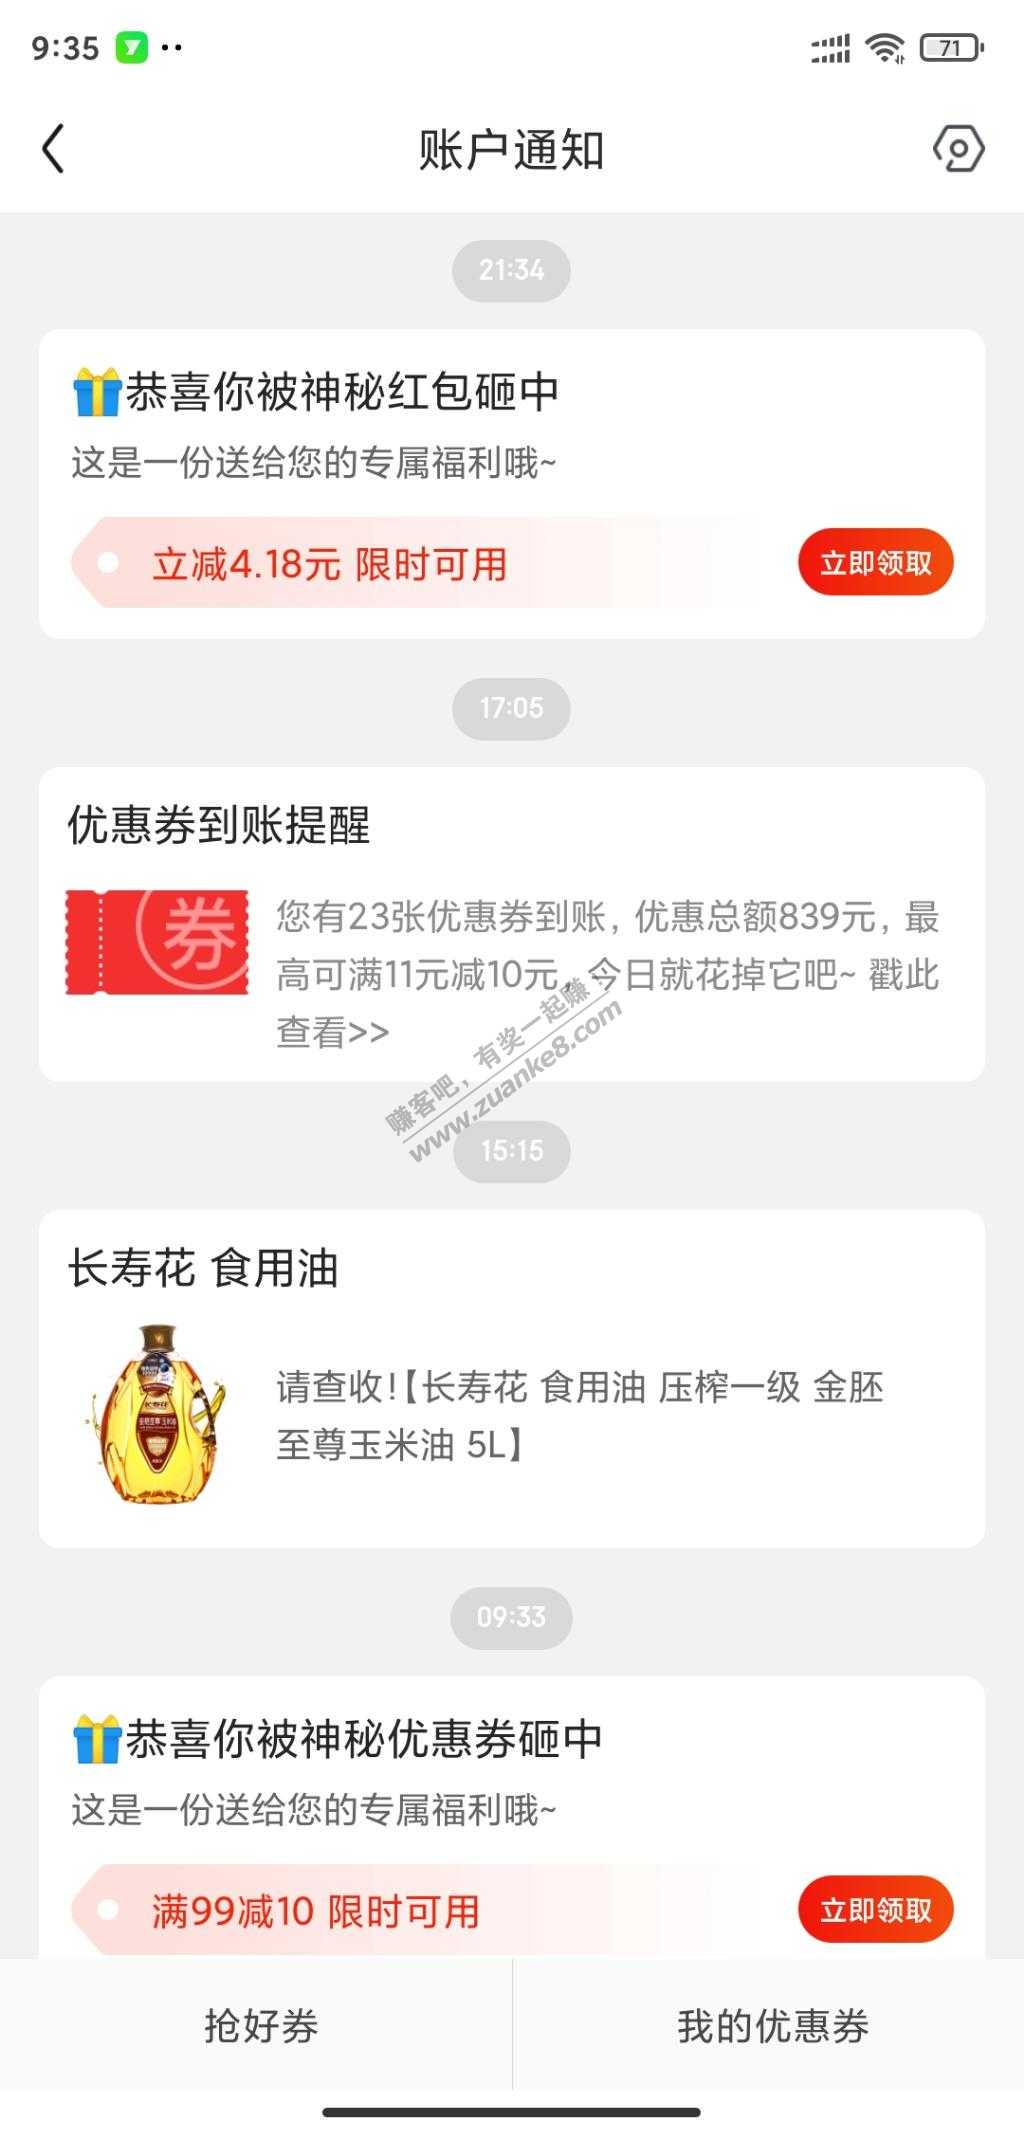 9:35
71
账户通知
21:34
恭喜你被神秘红包砸中
这是一份送给您的专属福利哦~
立减4.18元 限时可用
立即领取
17:05
优惠券到账提醒
券
您有23张优惠券到账，优惠总额839元，最
高可满11元减10元，今日就花掉它吧~ 戳此
查看>>
赚客吧，有奖一起赚！
www.zuanke8.com
15:15
长寿花 食用油
长寿花
请查收!【长寿花 食用油 压榨一级 金胚
至尊玉米油 5L】
09:33
恭喜你被神秘优惠券砸中
这是一份送给您的专属福利哦~
满99减10 限时可用
立即领取
抢好券
我的优惠券